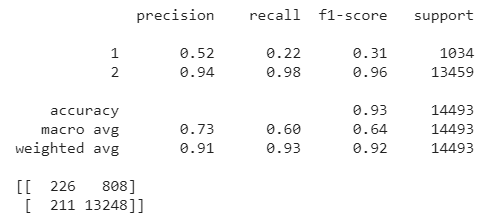 precision recall f1-score support
1 0.52 0.22 0.31 1034
2 0.94 0.98 0.96 13459
accuracy 0.93 14493
macro avg 0.73 0.60 0.64 14493
weighted avg 0.91 0.93 0.92 14493
[[ 226 808]
[ 211 13248]]